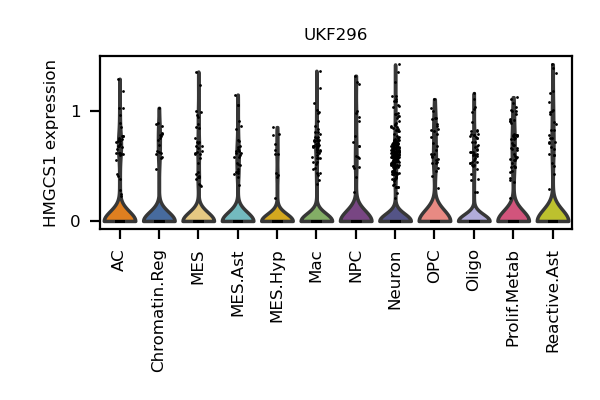 UKF296
HMGCS1 expression
1
0
AC
Chromatin.Reg
MES
MES.Ast
MES.Hyp
Mac
NPC
Neuron
OPC
Oligo
Prolif.Metab
Reactive.Ast